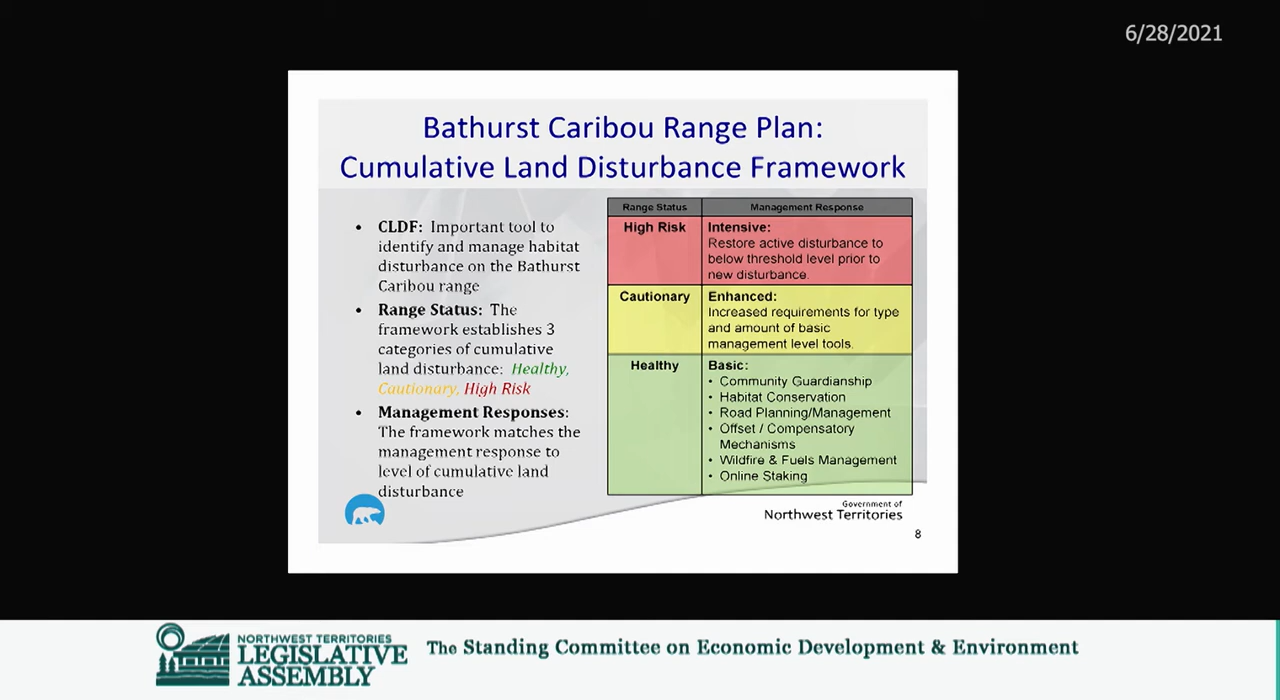 6/28/2021
Bathurst Caribou Range Plan:
Cumulative Land Disturbance Framework
• CLDF: Important tool to
identify and manage habitat
disturbance on the Bathurst
Caribou range
• Range Status: The
framework establishes 3
categories of cumulative
land disturbance: Healthy,
Cautionary, High Risk
• Management Responses:
The framework matches the
management response to
level of cumulative land
disturbance
Range Status Management Response
High Risk Intensive:
Restore active disturbance to
below threshold level prior to
new disturbance.
Cautionary Enhanced:
Increased requirements for type
and amount of basic
management level tools.
Healthy Basic:
• Community Guardianship
• Habitat Conservation
• Road Planning/Management
• Offset / Compensatory
Mechanisms
• Wildfire & Fuels Management
• Online Staking
Government of
Northwest Territories
8
NORTHWEST TERRITORIES
LEGISLATIVE
ASSEMBLY
The Standing Committee on Economic Development & Environment